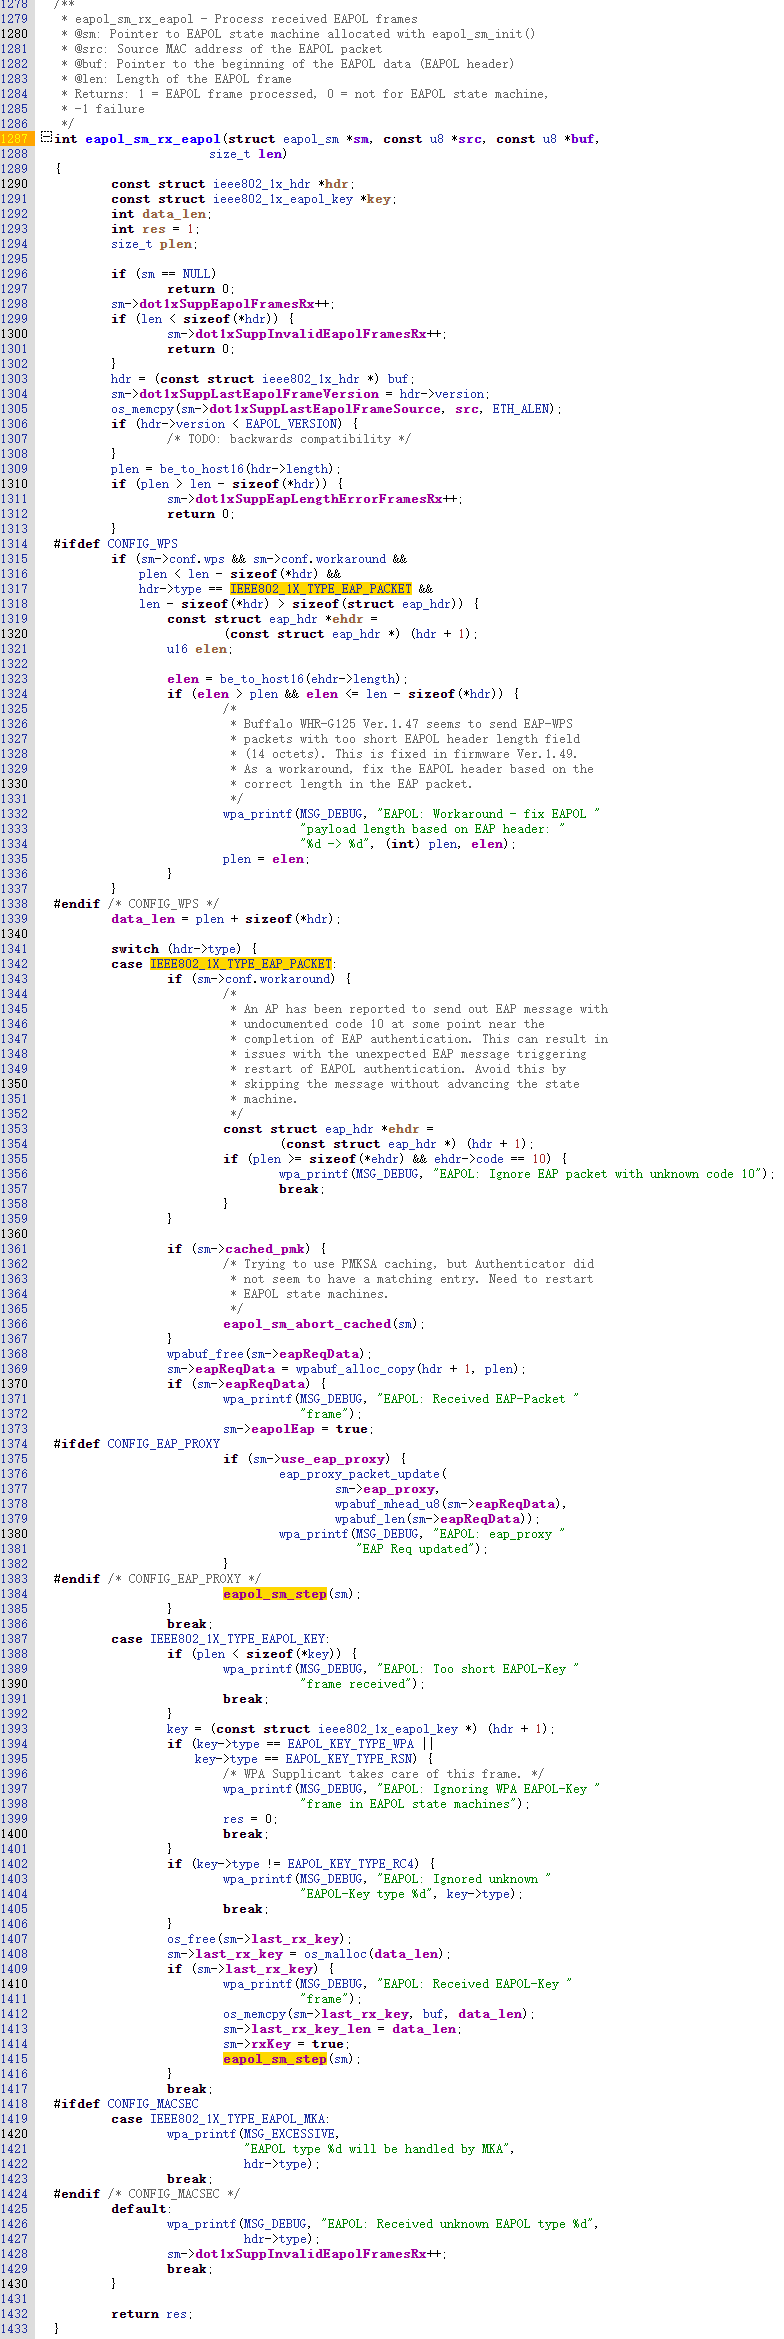 1278 /**
1279  * eapol_sm_rx_eapol - Process received EAPOL frames
1280  * @sm: Pointer to EAPOL state machine allocated with eapol_sm_init()
1281  * @src: Source MAC address of the EAPOL packet
1282  * @buf: Pointer to the beginning of the EAPOL data (EAPOL header)
1283  * @len: Length of the EAPOL frame
1284  * Returns: 1 = EAPOL frame processed, 0 = not for EAPOL state machine,
1285  * -1 failure
1286  */
1287 int eapol_sm_rx_eapol(struct eapol_sm *sm, const u8 *src, const u8 *buf,
1288                       size_t len)
1289 {
1290         const struct ieee802_1x_hdr *hdr;
1291         const struct ieee802_1x_eapol_key *key;
1292         int data_len;
1293         int res = 1;
1294         size_t plen;
1295
1296         if (sm == NULL)
1297                 return 0;
1298         sm->dot1xSuppEapolFramesRx++;
1299         if (len < sizeof(*hdr)) {
1300                 sm->dot1xSuppInvalidEapolFramesRx++;
1301                 return 0;
1302         }
1303         hdr = (const struct ieee802_1x_hdr *) buf;
1304         sm->dot1xSuppLastEapolFrameVersion = hdr->version;
1305         os_memcpy(sm->dot1xSuppLastEapolFrameSource, src, ETH_ALEN);
1306         if (hdr->version < EAPOL_VERSION) {
1307                 /* TODO: backwards compatibility */
1308         }
1309         plen = be_to_host16(hdr->length);
1310         if (plen > len - sizeof(*hdr)) {
1311                 sm->dot1xSuppEapLengthErrorFramesRx++;
1312                 return 0;
1313         }
1314 #ifdef CONFIG_WPS
1315         if (sm->conf.wps && sm->conf.workaround &&
1316             plen < len - sizeof(*hdr) &&
1317             hdr->type == IEEE802_1X_TYPE_EAP_PACKET &&
1318             len - sizeof(*hdr) > sizeof(struct eap_hdr)) {
1319                 const struct eap_hdr *ehdr =
1320                         (const struct eap_hdr *) (hdr + 1);
1321                 u16 elen;
1322
1323                 elen = be_to_host16(ehdr->length);
1324                 if (elen > plen && elen <= len - sizeof(*hdr)) {
1325                         /*
1326                          * Buffalo WHR-G125 Ver.1.47 seems to send EAP-WPS
1327                          * packets with too short EAPOL header length field
1328                          * (14 octets). This is fixed in firmware Ver.1.49.
1329                          * As a workaround, fix the EAPOL header based on the
1330                          * correct length in the EAP packet.
1331                          */
1332                         wpa_printf(MSG_DEBUG, "EAPOL: Workaround - fix EAPOL "
1333                                    "payload length based on EAP header: "
1334                                    "%d -> %d", (int) plen, elen);
1335                         plen = elen;
1336                 }
1337         }
1338 #endif /* CONFIG_WPS */
1339         data_len = plen + sizeof(*hdr);
1340
1341         switch (hdr->type) {
1342         case IEEE802_1X_TYPE_EAP_PACKET:
1343                 if (sm->conf.workaround) {
1344                         /*
1345                          * An AP has been reported to send out EAP message with
1346                          * undocumented code 10 at some point near the
1347                          * completion of EAP authentication. This can result in
1348                          * issues with the unexpected EAP message triggering
1349                          * restart of EAPOL authentication. Avoid this by
1350                          * skipping the message without advancing the state
1351                          * machine.
1352                          */
1353                         const struct eap_hdr *ehdr =
1354                                 (const struct eap_hdr *) (hdr + 1);
1355                         if (plen >= sizeof(*ehdr) && ehdr->code == 10) {
1356                                 wpa_printf(MSG_DEBUG, "EAPOL: Ignore EAP packet with unknown code 10");
1357                                 break;
1358                         }
1359                 }
1360
1361                 if (sm->cached_pmk) {
1362                         /* Trying to use PMKSA caching, but Authenticator did
1363                          * not seem to have a matching entry. Need to restart
1364                          * EAPOL state machines.
1365                          */
1366                         eapol_sm_abort_cached(sm);
1367                 }
1368                 wpabuf_free(sm->eapReqData);
1369                 sm->eapReqData = wpabuf_alloc_copy(hdr + 1, plen);
1370                 if (sm->eapReqData) {
1371                         wpa_printf(MSG_DEBUG, "EAPOL: Received EAP-Packet "
1372                                    "frame");
1373                         sm->eapolEap = true;
1374 #ifdef CONFIG_EAP_PROXY
1375                         if (sm->use_eap_proxy) {
1376                                 eap_proxy_packet_update(
1377                                         sm->eap_proxy,
1378                                         wpabuf_mhead_u8(sm->eapReqData),
1379                                         wpabuf_len(sm->eapReqData));
1380                                 wpa_printf(MSG_DEBUG, "EAPOL: eap_proxy "
1381                                            "EAP Req updated");
1382                         }
1383 #endif /* CONFIG_EAP_PROXY */
1384                         eapol_sm_step(sm);
1385                 }
1386                 break;
1387         case IEEE802_1X_TYPE_EAPOL_KEY:
1388                 if (plen < sizeof(*key)) {
1389                         wpa_printf(MSG_DEBUG, "EAPOL: Too short EAPOL-Key "
1390                                    "frame received");
1391                         break;
1392                 }
1393                 key = (const struct ieee802_1x_eapol_key *) (hdr + 1);
1394                 if (key->type == EAPOL_KEY_TYPE_WPA ||
1395                     key->type == EAPOL_KEY_TYPE_RSN) {
1396                         /* WPA Supplicant takes care of this frame. */
1397                         wpa_printf(MSG_DEBUG, "EAPOL: Ignoring WPA EAPOL-Key "
1398                                    "frame in EAPOL state machines");
1399                         res = 0;
1400                         break;
1401                 }
1402                 if (key->type != EAPOL_KEY_TYPE_RC4) {
1403                         wpa_printf(MSG_DEBUG, "EAPOL: Ignored unknown "
1404                                    "EAPOL-Key type %d", key->type);
1405                         break;
1406                 }
1407                 os_free(sm->last_rx_key);
1408                 sm->last_rx_key = os_malloc(data_len);
1409                 if (sm->last_rx_key) {
1410                         wpa_printf(MSG_DEBUG, "EAPOL: Received EAPOL-Key "
1411                                    "frame");
1412                         os_memcpy(sm->last_rx_key, buf, data_len);
1413                         sm->last_rx_key_len = data_len;
1414                         sm->rxKey = true;
1415                         eapol_sm_step(sm);
1416                 }
1417                 break;
1418 #ifdef CONFIG_MACSEC
1419         case IEEE802_1X_TYPE_EAPOL_MKA:
1420                 wpa_printf(MSG_EXCESSIVE,
1421                            "EAPOL type %d will be handled by MKA",
1422                            hdr->type);
1423                 break;
1424 #endif /* CONFIG_MACSEC */
1425         default:
1426                 wpa_printf(MSG_DEBUG, "EAPOL: Received unknown EAPOL type %d",
1427                            hdr->type);
1428                 sm->dot1xSuppInvalidEapolFramesRx++;
1429                 break;
1430         }
1431
1432         return res;
1433 }